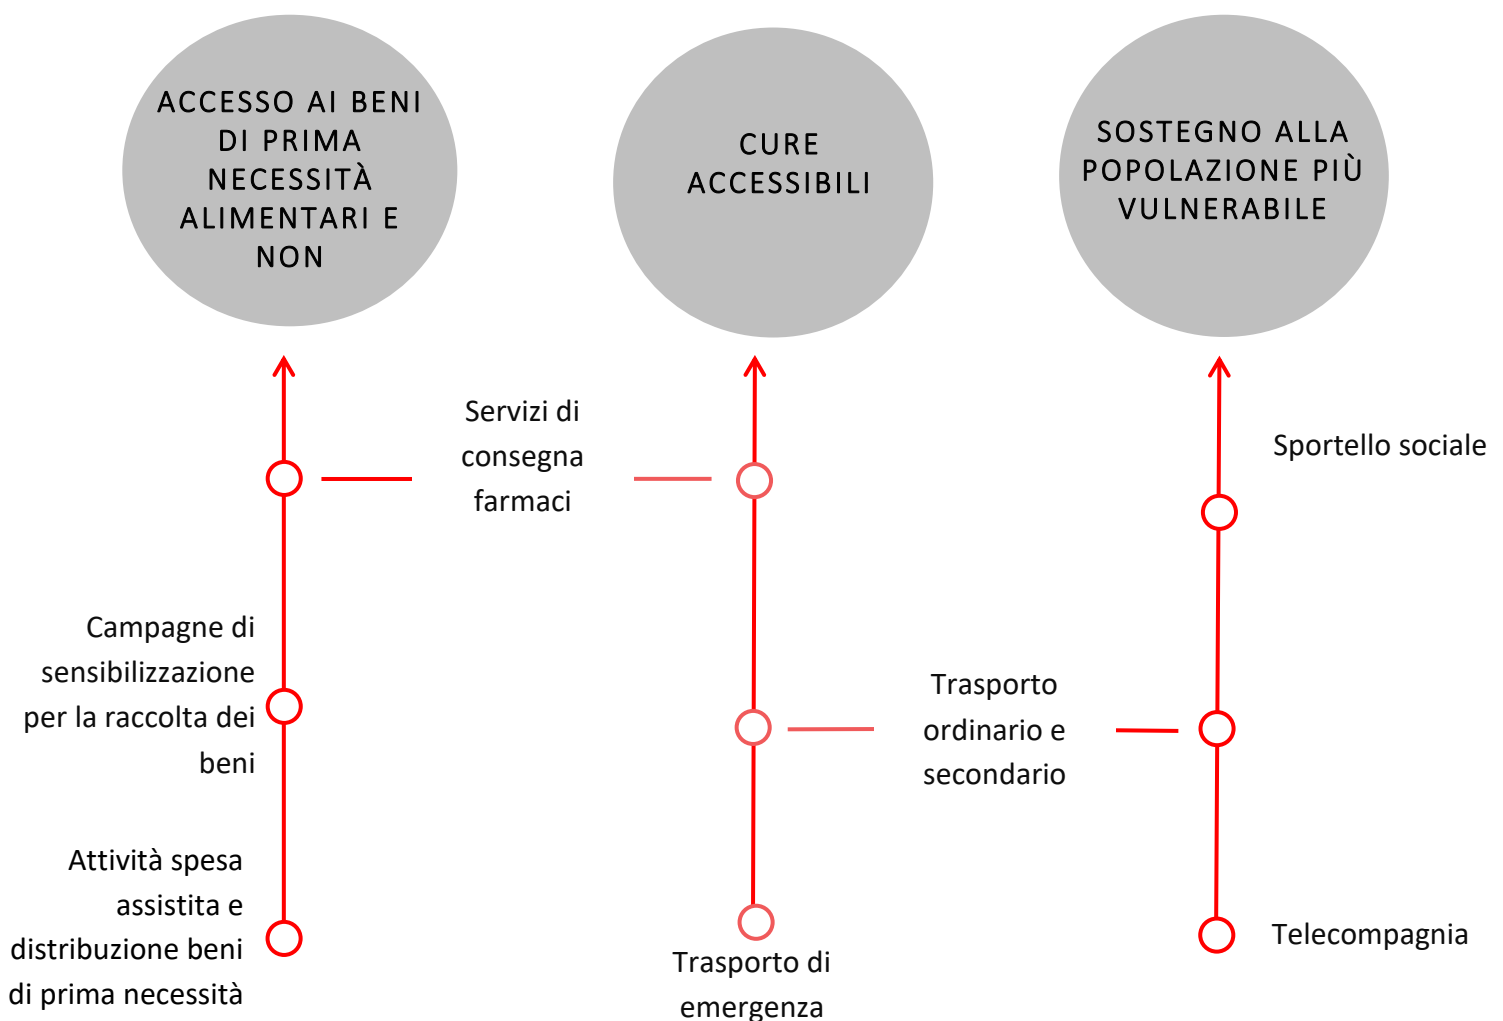 ACCESSO AI BENI
DI PRIMA
NECESSITÀ
ALIMENTARI E
NON
CURE
ACCESSIBILI
SOSTEGNO ALLA
POPOLAZIONE PIÙ
VULNERABILE
Servizi di
consegna
farmaci
Sportello sociale
Campagne di
sensibilizzazione
per la raccolta dei
beni
Trasporto
ordinario e
secondario
Attività spesa
assistita e
distribuzione beni
di prima necessità
Trasporto di
emergenza
Telecompagnia